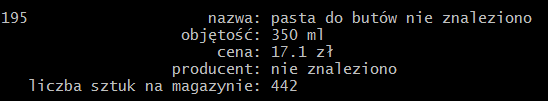 195 nazwa: pasta do butów nie znaleziono
objętość: 350 ml
cena: 17.1 zł
producent: nie znaleziono
liczba sztuk na magazynie: 442